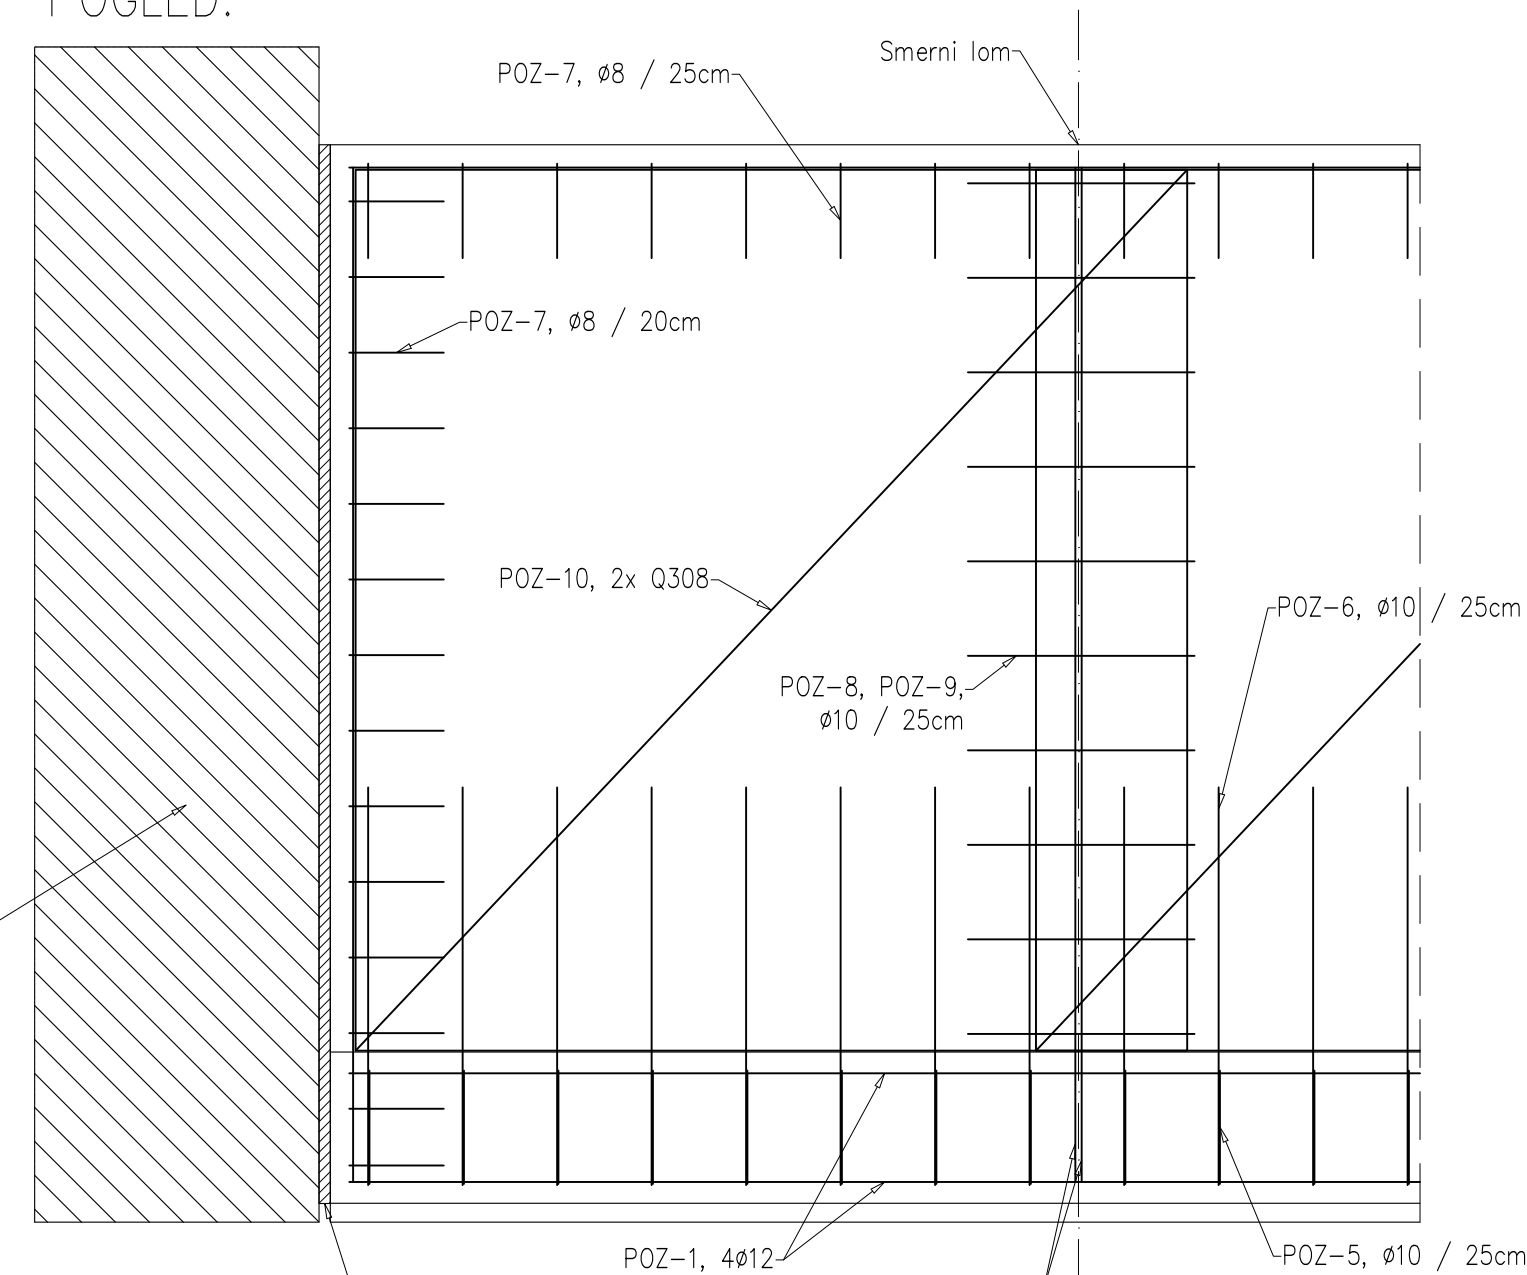 POGLED:
Smerni lom
POZ-7, ø8 / 25cm
POZ-7, ø8 / 20cm
POZ-10, 2x Q308
POZ-6, ø10 / 25cm
POZ-8, POZ-9,
ø10 / 25cm
POZ-1, 4ø12
POZ-5, ø10 / 25cm